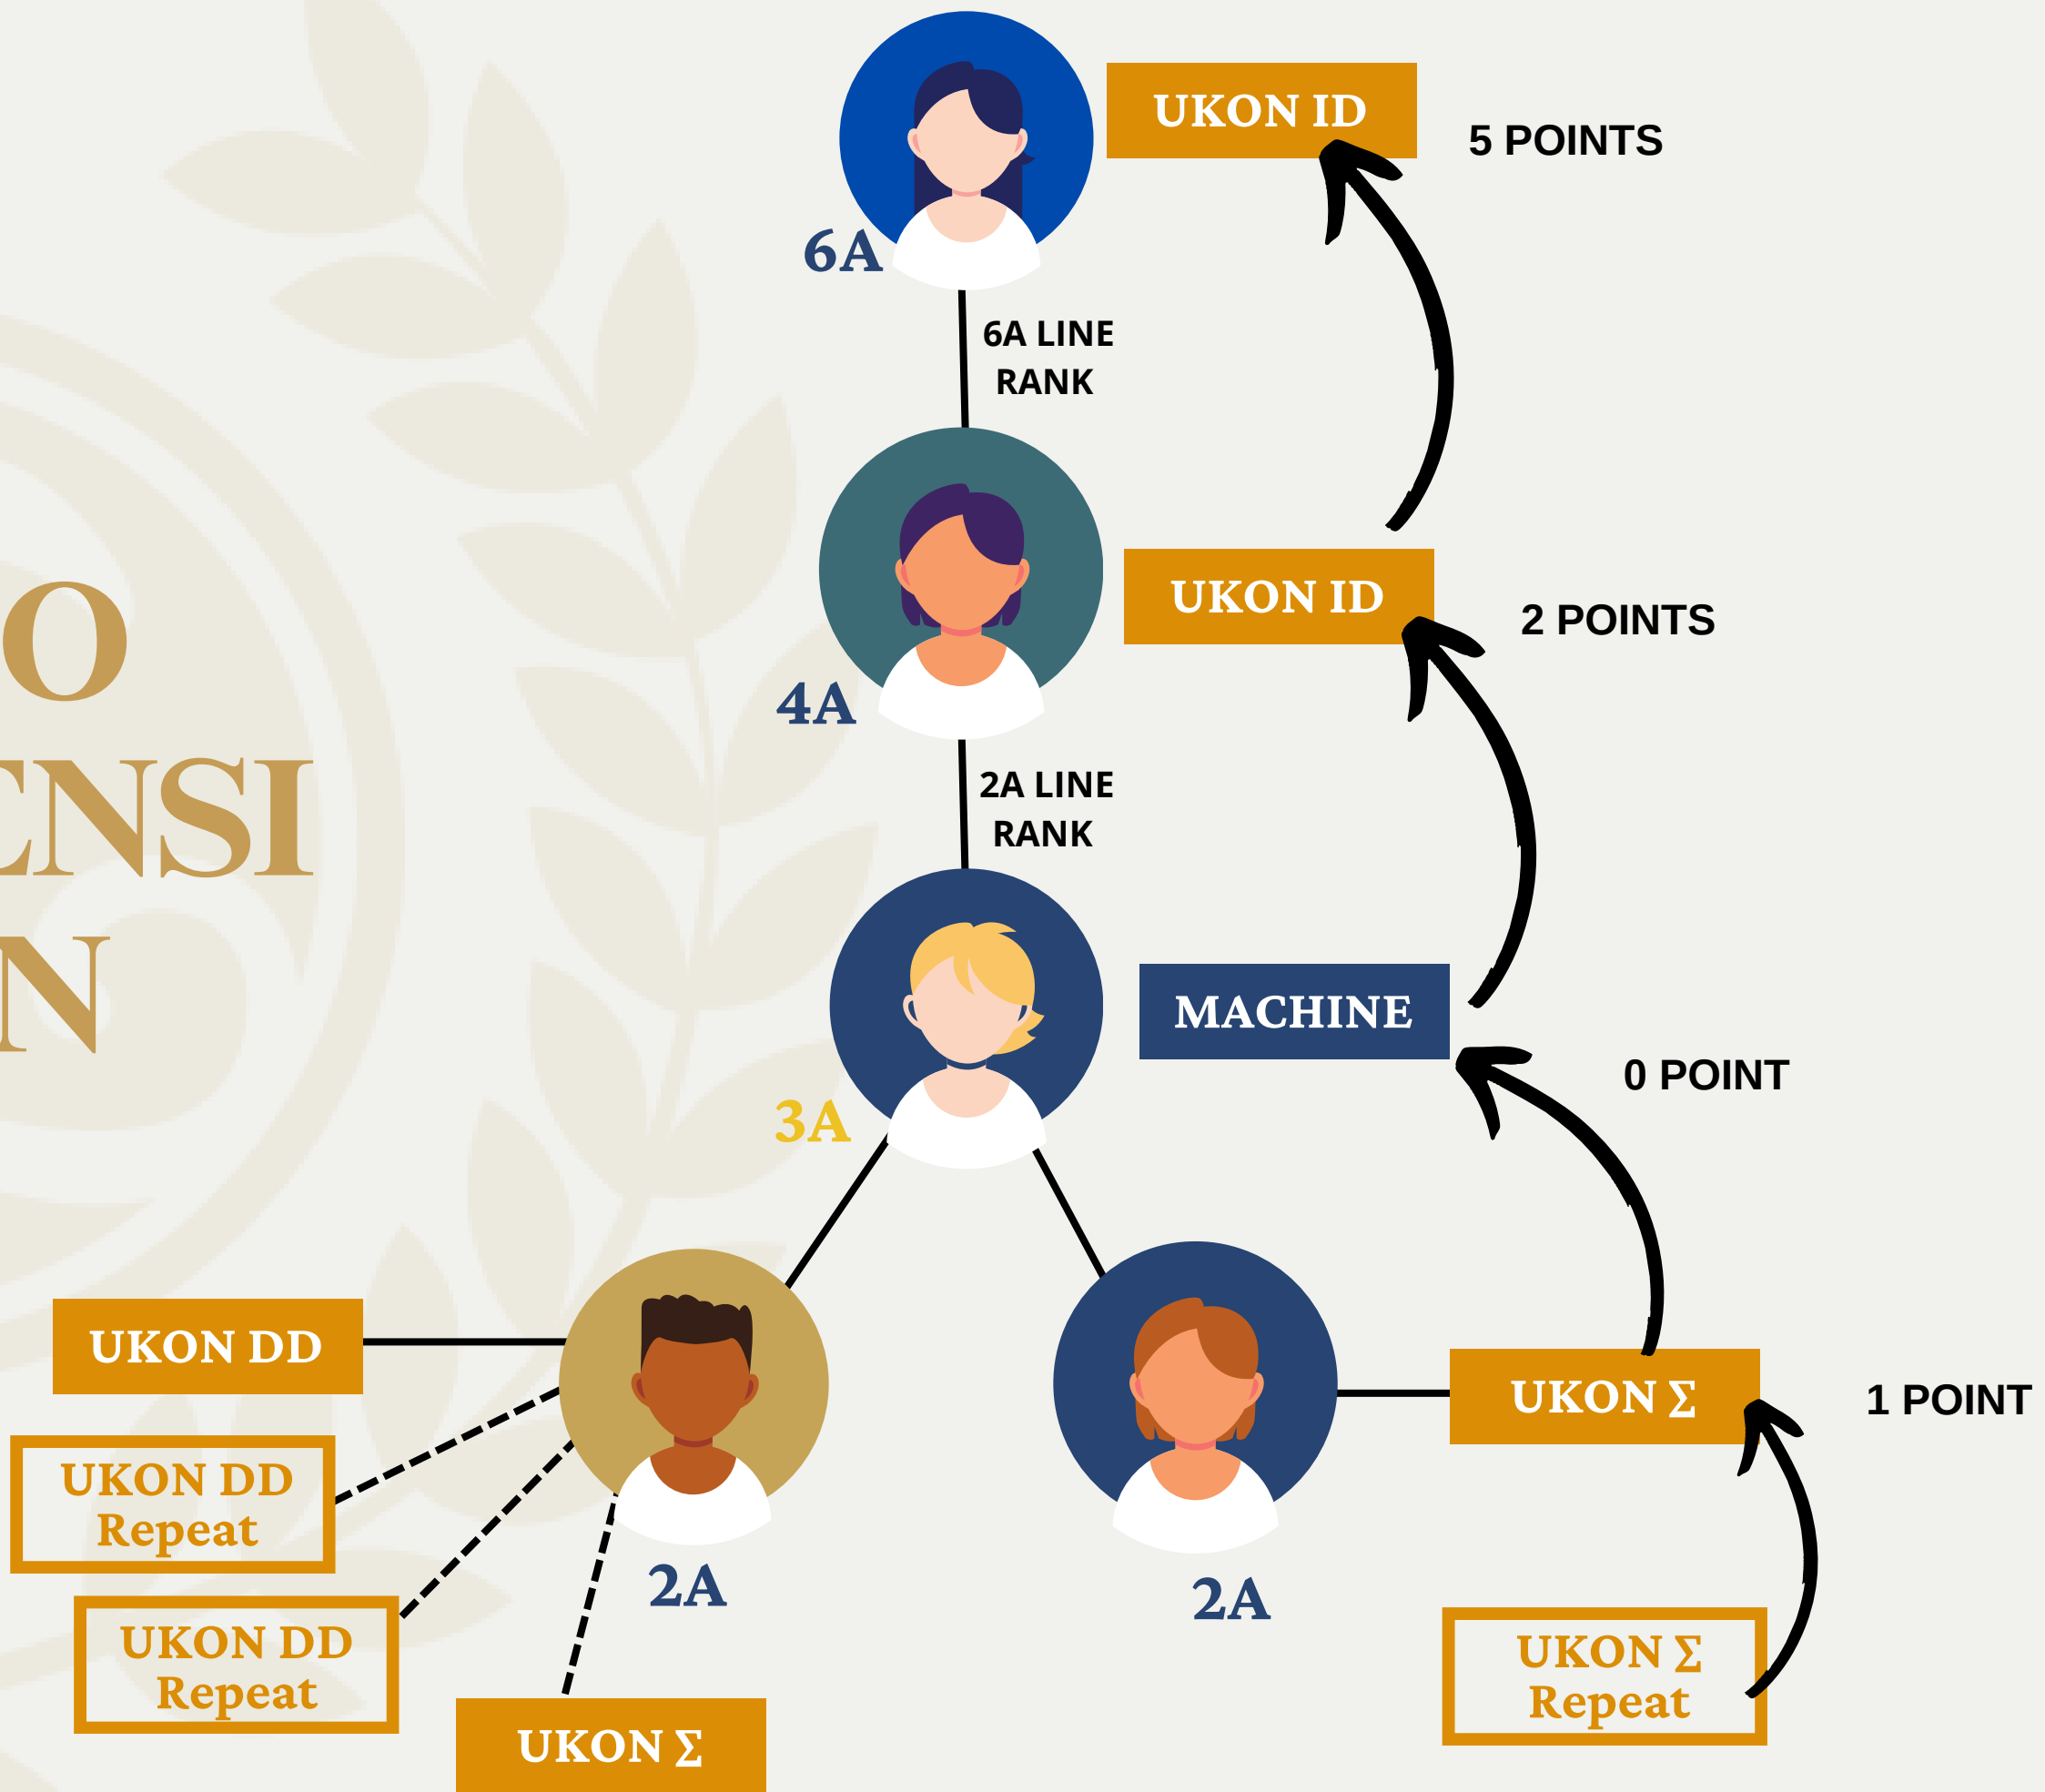 UKON ID
5 POINTS
6A
6A LINE
RANK
UKON ID
2 POINTS
O
ENSI
N
4A
2A LINE
RANK
MACHINE
0 POINT
3A
UKON DD
UKON DD
Repeat
UKON DD
Repeat
2A
UKON Σ
2A
UKON Σ
1 POINT
UKON Σ
Repeat